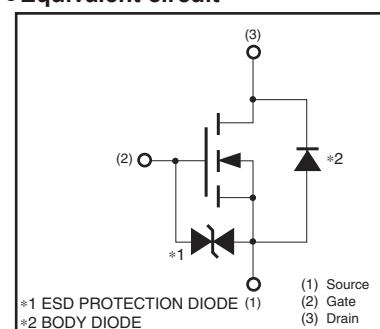 Equivalent circuit
(3)
(2)
∗2
∗1
(1)
∗1 ESD PROTECTION DIODE
∗2 BODY DIODE
(1) Source
(2) Gate
(3) Drain